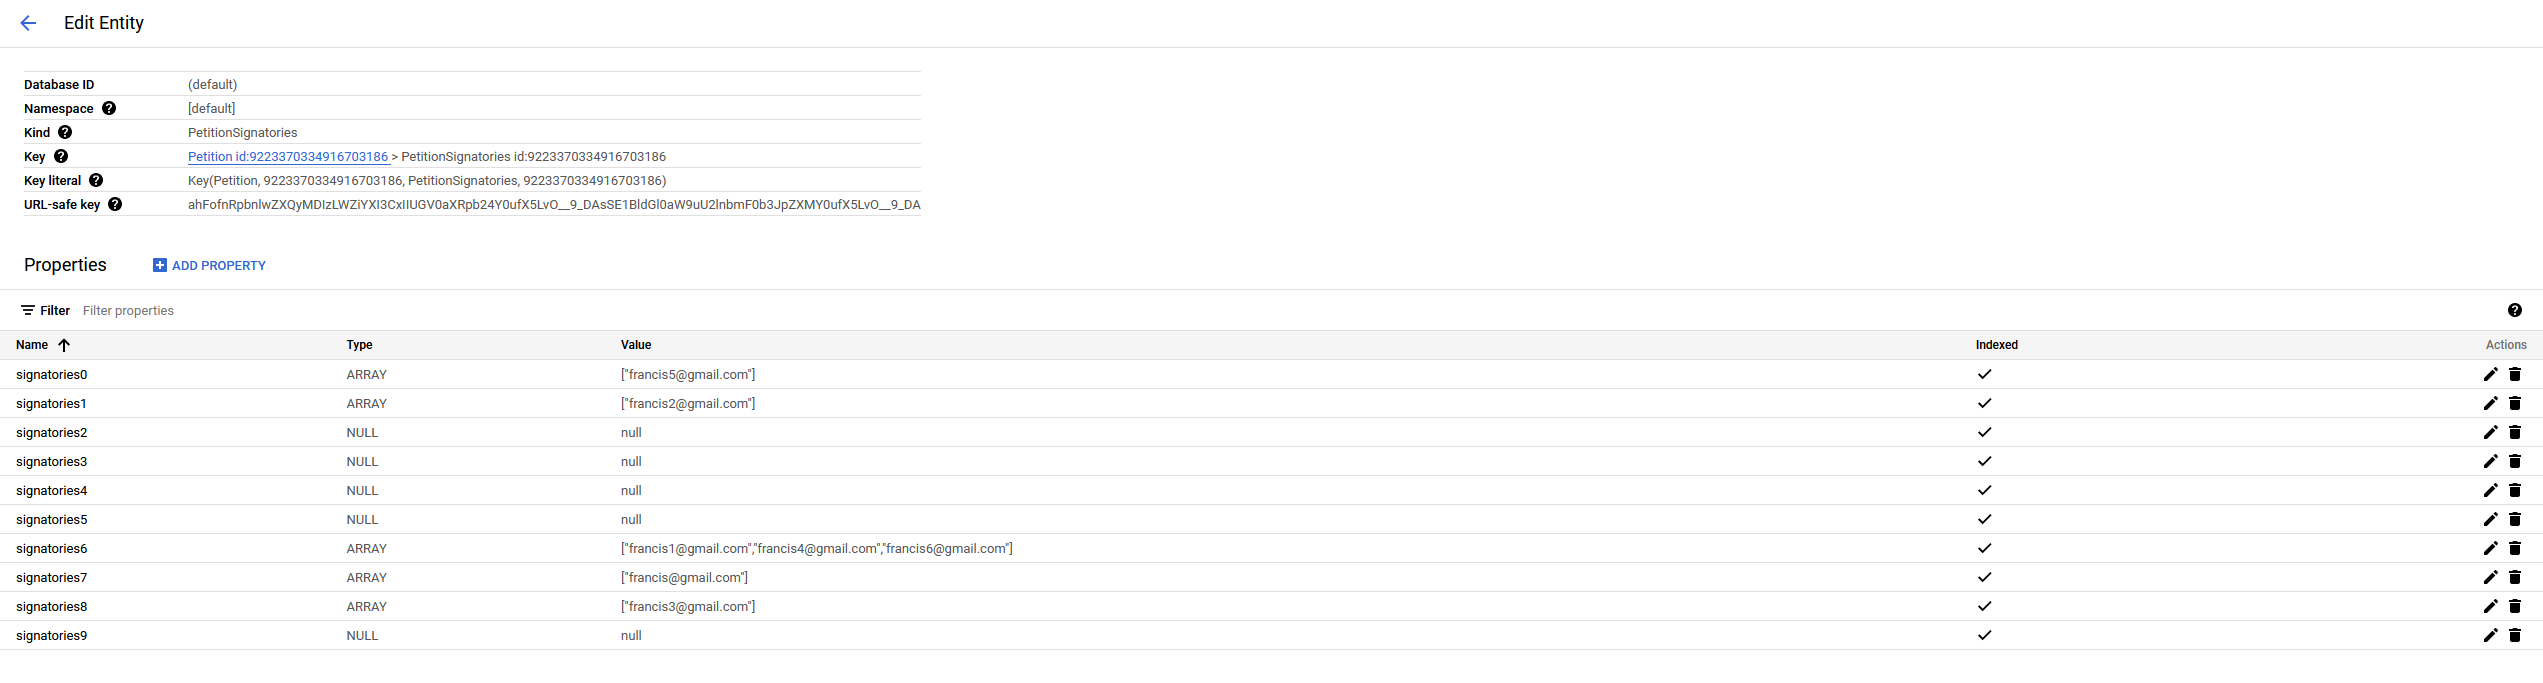 Edit Entity
Database ID (default)
Namespace [default]
Kind PetitionSignatories
Key Petition id:9223370334916703186 > PetitionSignatories id:9223370334916703186
Key literal Key(Petition, 9223370334916703186, PetitionSignatories, 9223370334916703186)
URL-safe key
Properties ADD PROPERTY
Filter Filter properties
Name Type Value Indexed Actions
signatories0 ARRAY ["francis5@gmail.com"]
signatories1 ARRAY ["francis2@gmail.com"]
signatories2 NULL null
signatories3 NULL null
signatories4 NULL null
signatories5 NULL null
signatories6 ARRAY ["francis1@gmail.com","francis4@gmail.com","francis6@gmail.com"]
signatories7 ARRAY ["francis@gmail.com"]
signatories8 ARRAY ["francis3@gmail.com"]
signatories9 NULL null